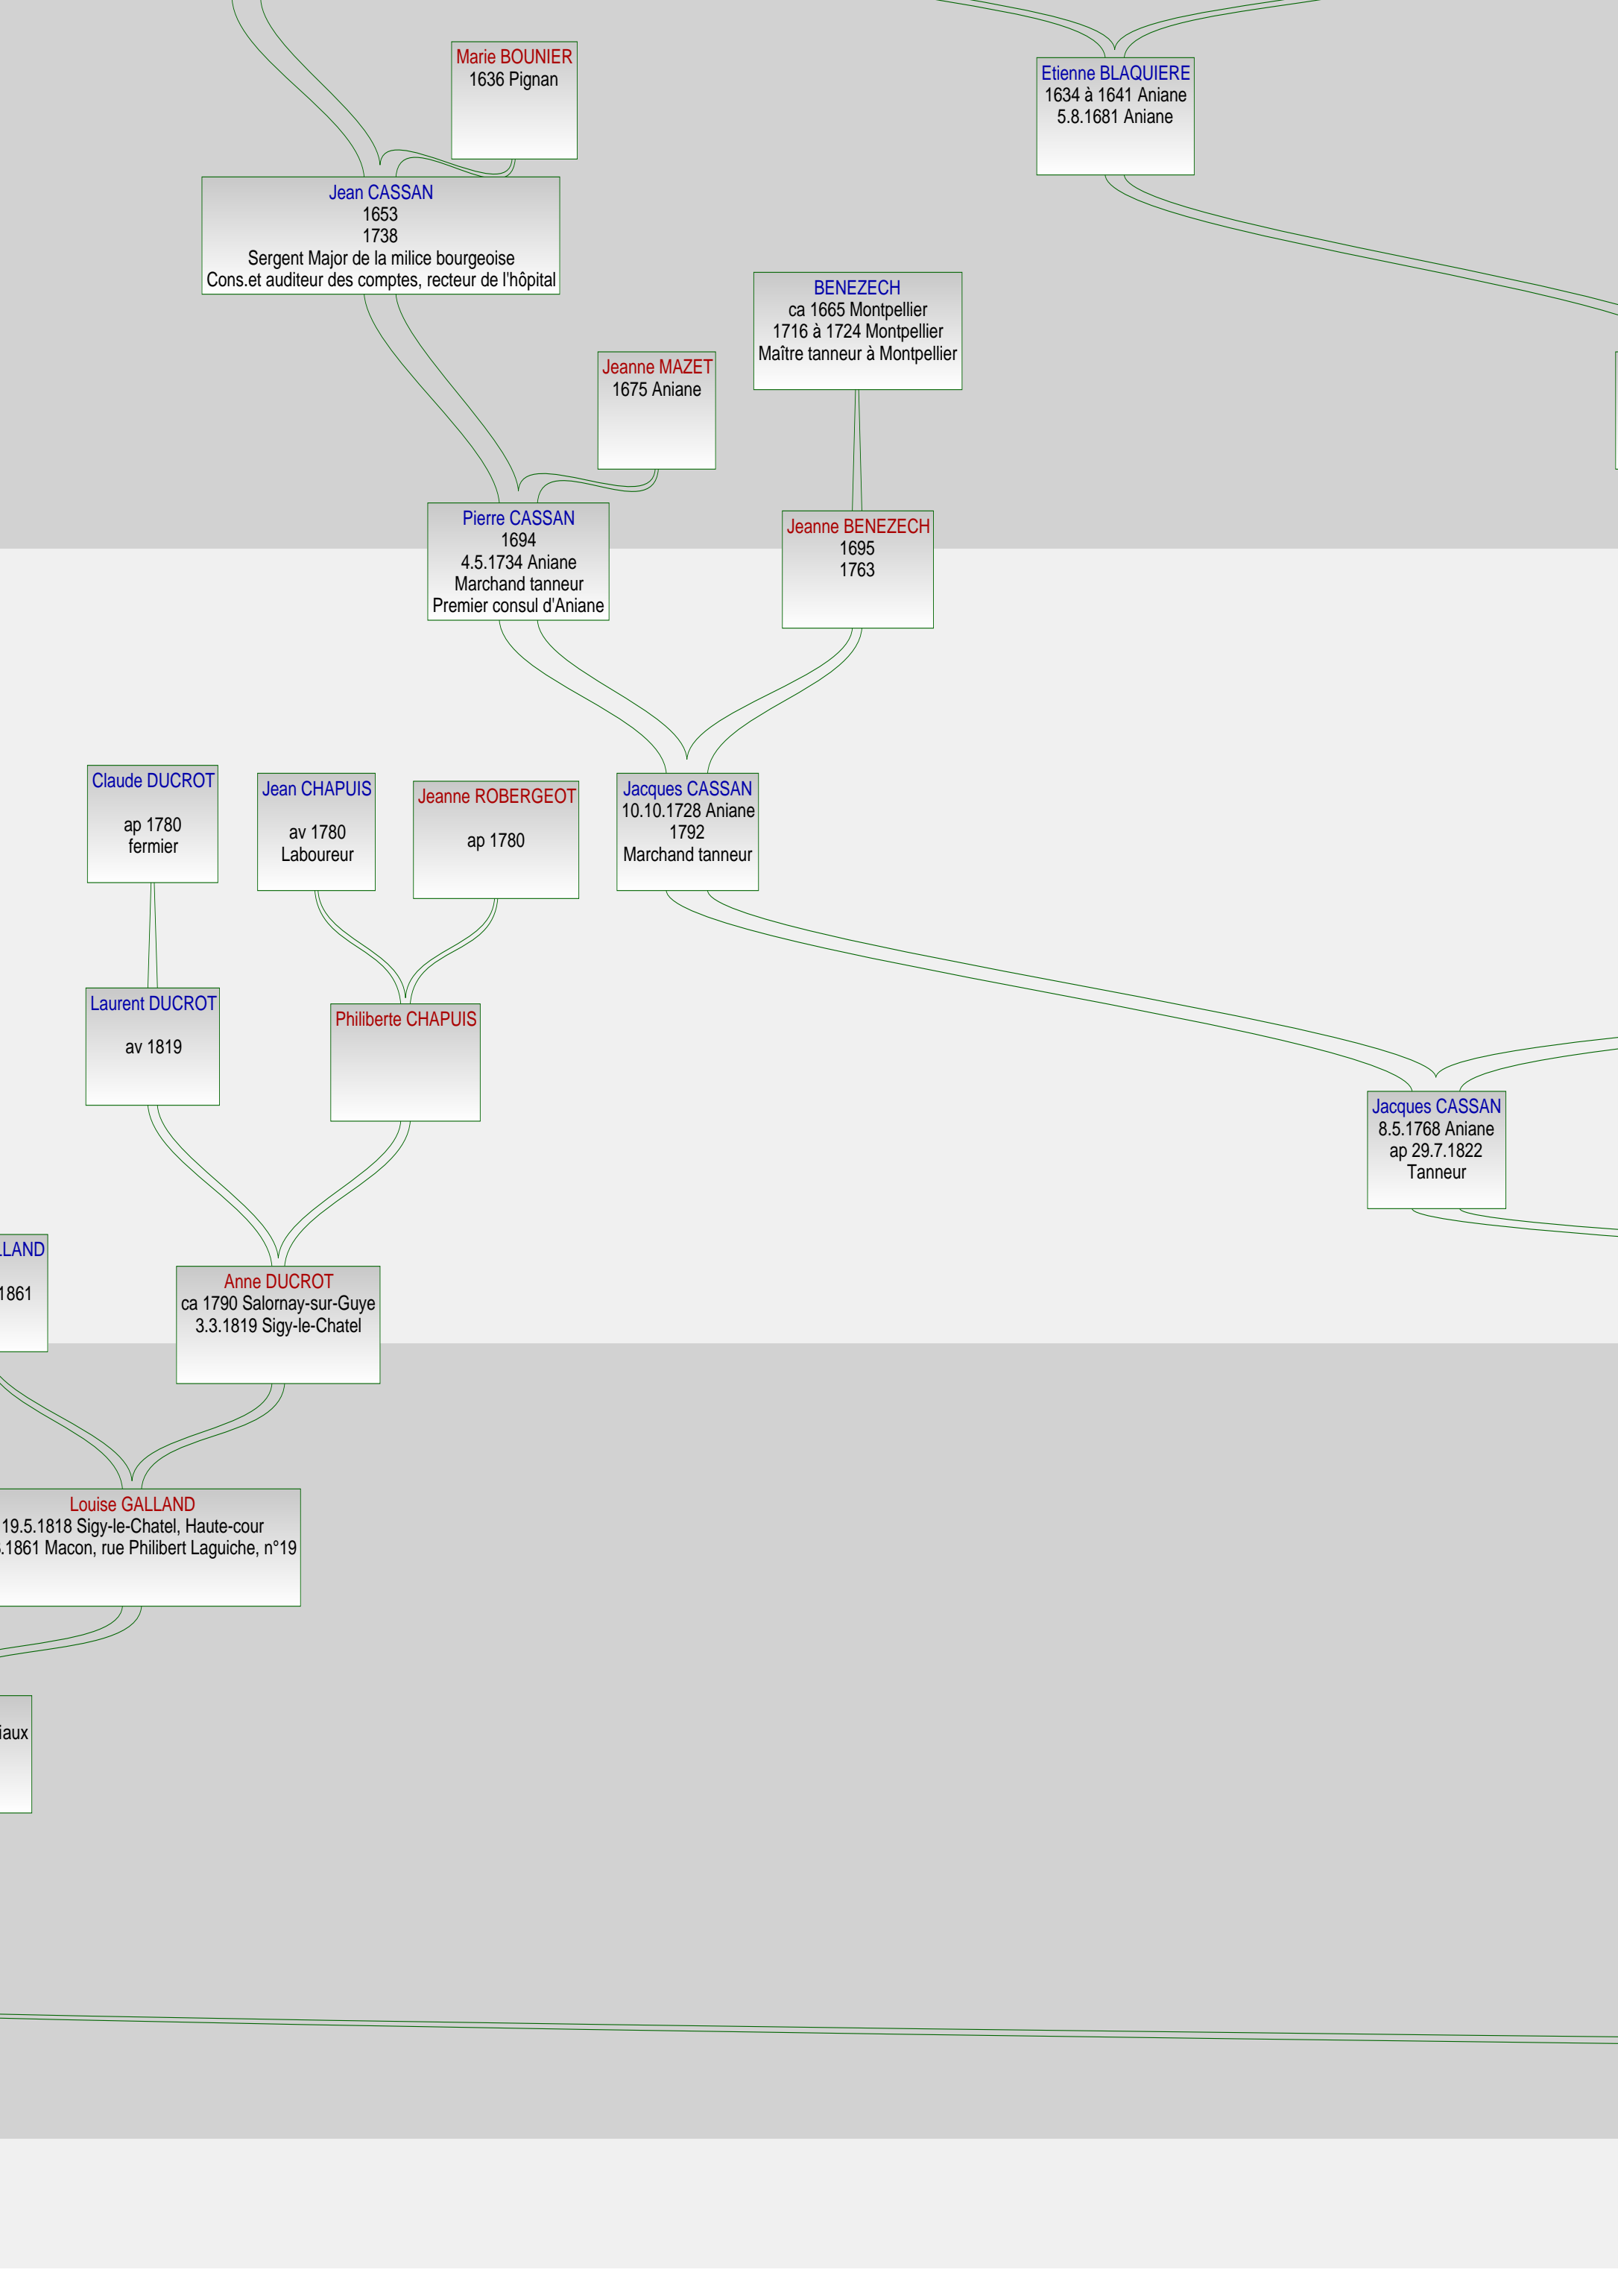 Marie BOUNIER
1636 Pignan
Etienne BLAQUIERE
1634 à 1641 Aniane
5.8.1681 Aniane
Jean CASSAN
1653
1738
Sergent Major de la milice bourgeoise
Cons.et auditeur des comptes, recteur de l'hôpital
BENEZECH
ca 1665 Montpellier
1716 à 1724 Montpellier
Maître tanneur à Montpellier
Jeanne MAZET
1675 Aniane
Pierre CASSAN
1694
4.5.1734 Aniane
Marchand tanneur
Premier consul d'Aniane
Jeanne BENEZECH
1695
1763
Claude DUCROT
ap 1780
fermier
Jean CHAPUIS
av 1780
Laboureur
Jeanne ROBERGEOT
ap 1780
Jacques CASSAN
10.10.1728 Aniane
1792
Marchand tanneur
Laurent DUCROT
av 1819
Philiberte CHAPUIS
Jacques CASSAN
8.5.1768 Aniane
ap 29.7.1822
Tanneur
LLAND
1861
Anne DUCROT
ca 1790 Salornay-sur-Guye
3.3.1819 Sigy-le-Chatel
Louise GALLAND
19.5.1818 Sigy-le-Chatel, Haute-cour
.1861 Macon, rue Philibert Laguiche, n°19
iaux